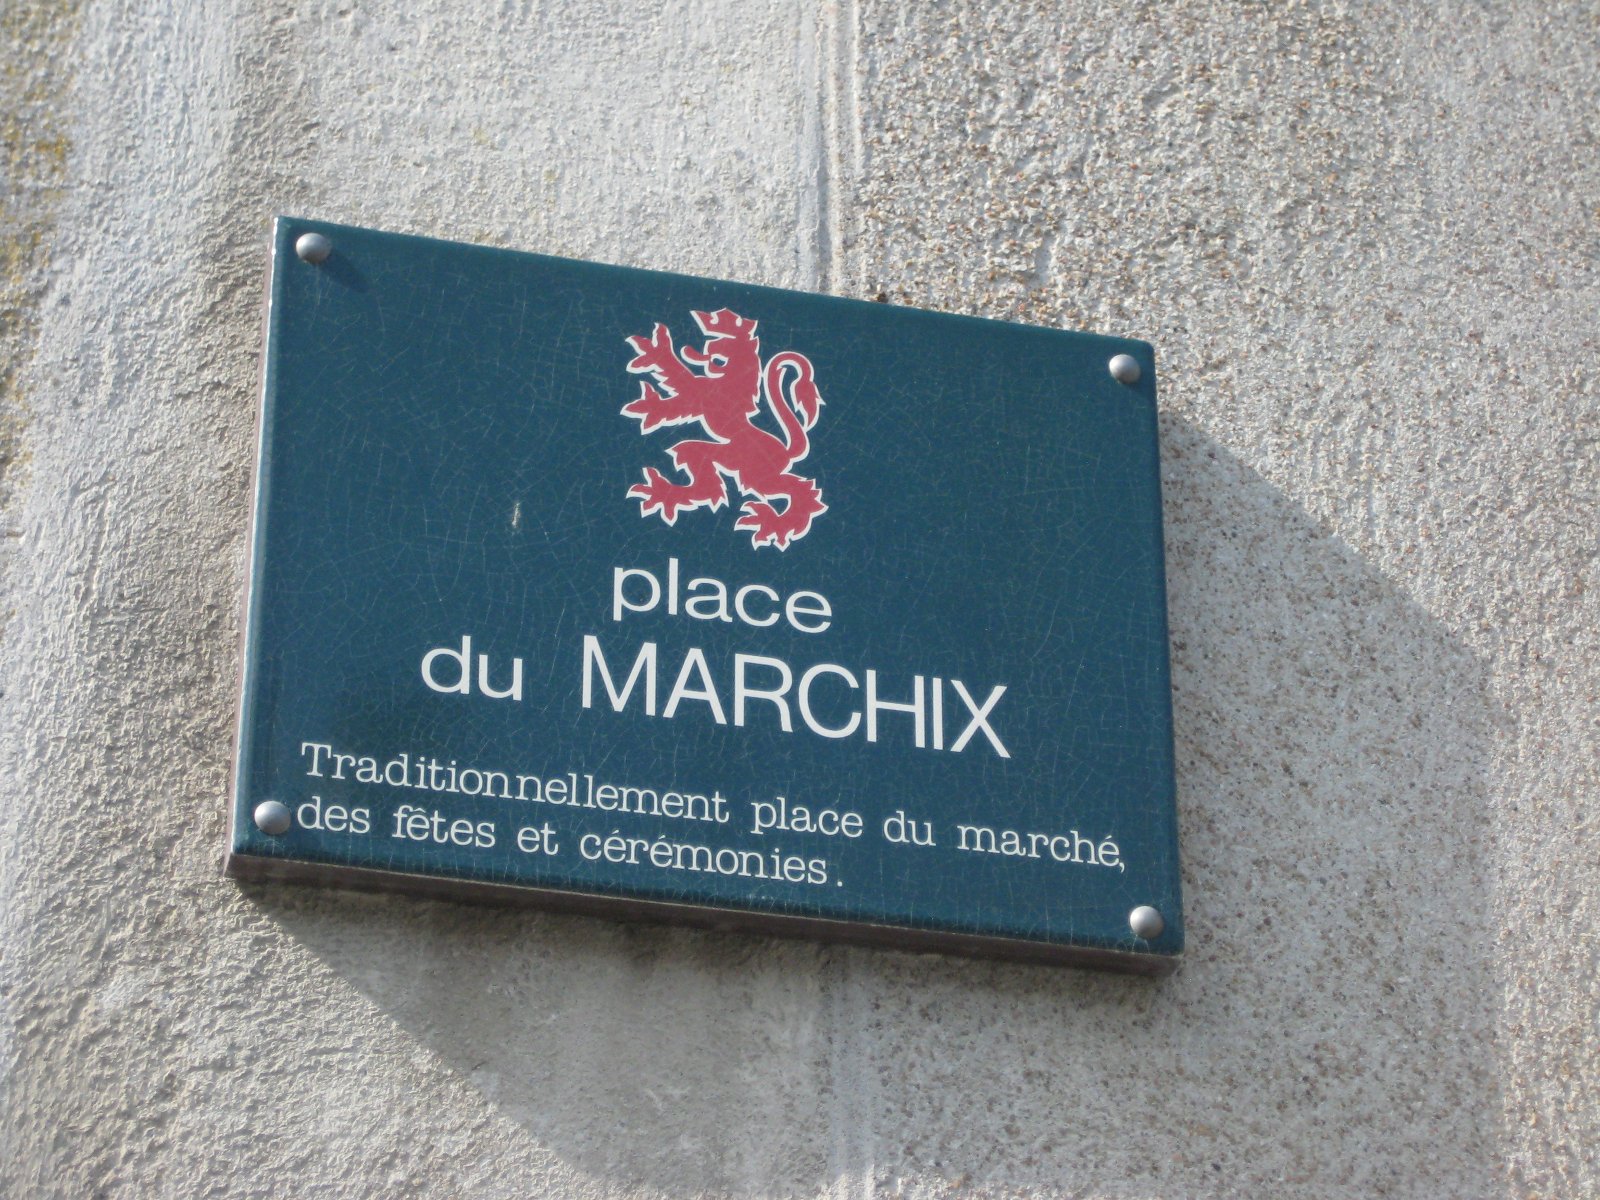 place
du MARCHIX
Traditionnellement place du marché,
des fêtes et cérémonies.